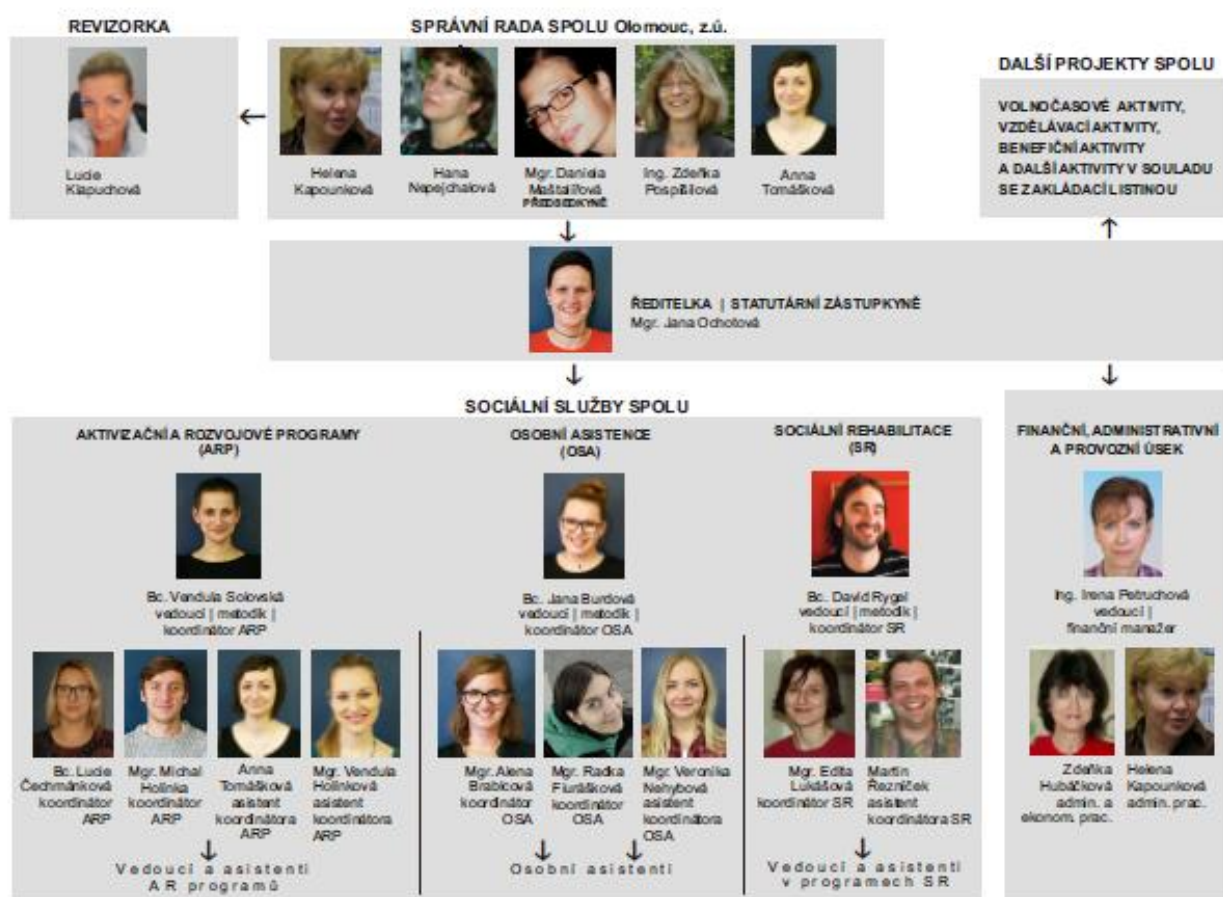 REVIZORKA
Lucie
Klapuchová
SPRÁVNÍ RADA SPOLU Olomouc, z.ú.
Helena
Kapounková
Hana
Nepejchalová
Mgr. Daniela
Maštalířová
PŘEDSEDKYNĚ
Ing. Zdeňka
Pospíšilová
Anna
Tomášková
DALŠÍ PROJEKTY SPOLU
VOLNOČASOVÉ AKTIVITY,
VZDĚLÁVACÍ AKTIVITY,
BENEFIČNÍ AKTIVITY
A DALŠÍ AKTIVITY V SOULADU
SE ZAKLÁDACÍ LISTINOU
ŘEDITELKA | STATUTÁRNÍ ZÁSTUPKYNĚ
Mgr. Jana Ochotová
SOCIÁLNÍ SLUŽBY SPOLU
AKTIVIZAČNÍ A ROZVOJOVÉ PROGRAMY
(ARP)
Bc. Vendula Solovská
vedoucí | metodik |
koordinátor ARP
Bc. Lucie
Čechmánková
koordinátor
ARP
Mgr. Michal
Holinka
koordinátor
ARP
Anna
Tomášková
asistent
koordinátora
ARP
Mgr. Vendula
Holinková
asistent
koordinátora
ARP
Vedoucí a asistenti
AR programů
OSOBNÍ ASISTENCE
(OSA)
Bc. Jana Burdová
vedoucí | metodik |
koordinátor OSA
Mgr. Alena
Brabicová
koordinátor
OSA
Mgr. Radka
Fiurášková
koordinátor
OSA
Mgr. Veronika
Nehybová
asistent
koordinátora
OSA
Osobní asistenti
SOCIÁLNÍ REHABILITACE
(SR)
Bc. David Rygel
vedoucí | metodik |
koordinátor SR
Mgr. Edita
Lukášová
koordinátor SR
Martin
Řezníček
asistent
koordinátora SR
Vedoucí a asistenti
v programech SR
FINANČNÍ, ADMINISTRATIVNÍ
A PROVOZNÍ ÚSEK
Ing. Irena Petruchová
vedoucí |
finanční manažer
Zdeňka
Hubáčková
admin. a
ekonom. prac.
Helena
Kapounková
admin. prac.